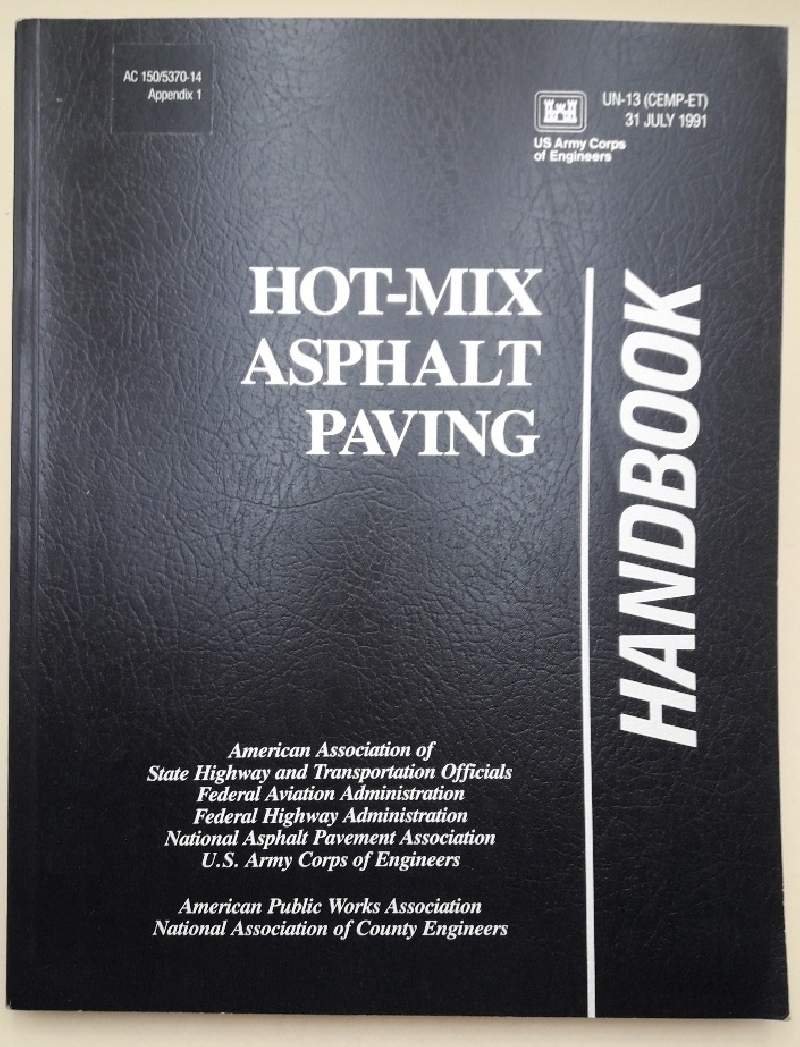 AC 150/5370-14
Appendix 1
UN-13 (CEMP-ET)
31 JULY 1991
US Army Corps
of Engineers
HOT-MIX
ASPHALT
PAVING
HANDBOOK
American Association of
State Highway and Transportation Officials
Federal Aviation Administration
Federal Highway Administration
National Asphalt Pavement Association
U.S. Army Corps of Engineers
American Public Works Association
National Association of County Engineers